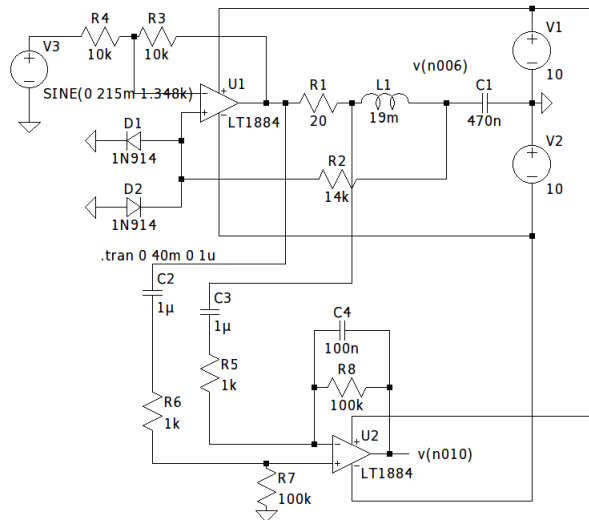 R4
10k
R3
10k
V3
SINE(0 215m 1.348k)
U1
LT1884
R1
20
L1
19m
v(n006)
C1
470n
V1
10
V2
10
D1
1N914
D2
1N914
R2
14k
.tran 0 40m 0 1u
C2
1µ
C3
1µ
R5
1k
R6
1k
C4
100n
R8
100k
U2
LT1884
v(n010)
R7
100k